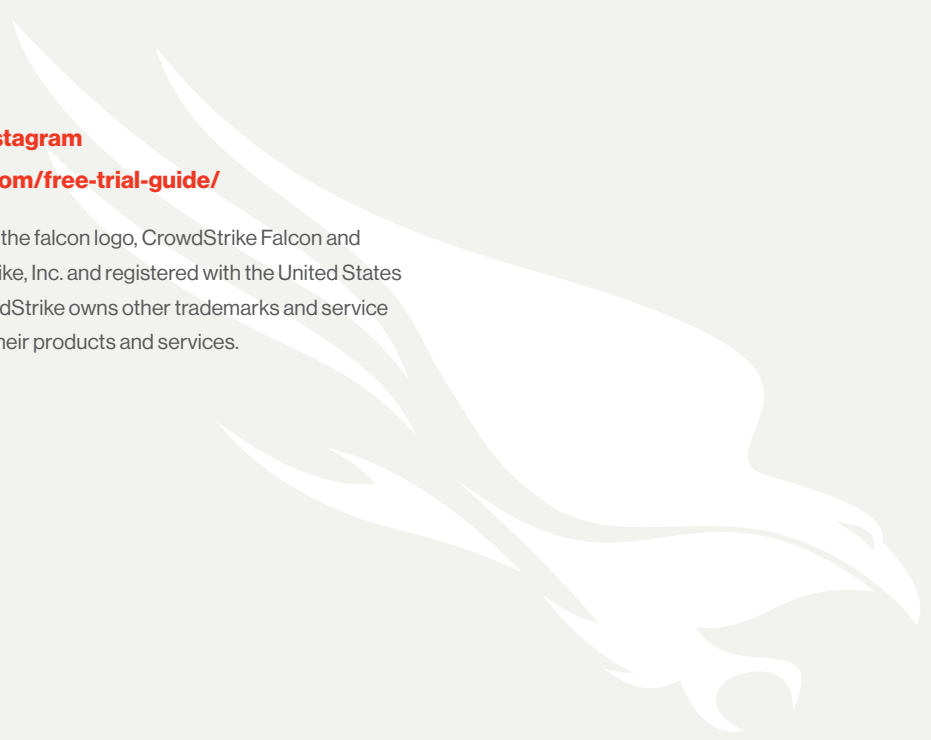 stagram
om/free-trial-guide/
the falcon logo, CrowdStrike Falcon and
ike, Inc. and registered with the United States
dStrike owns other trademarks and service
heir products and services.